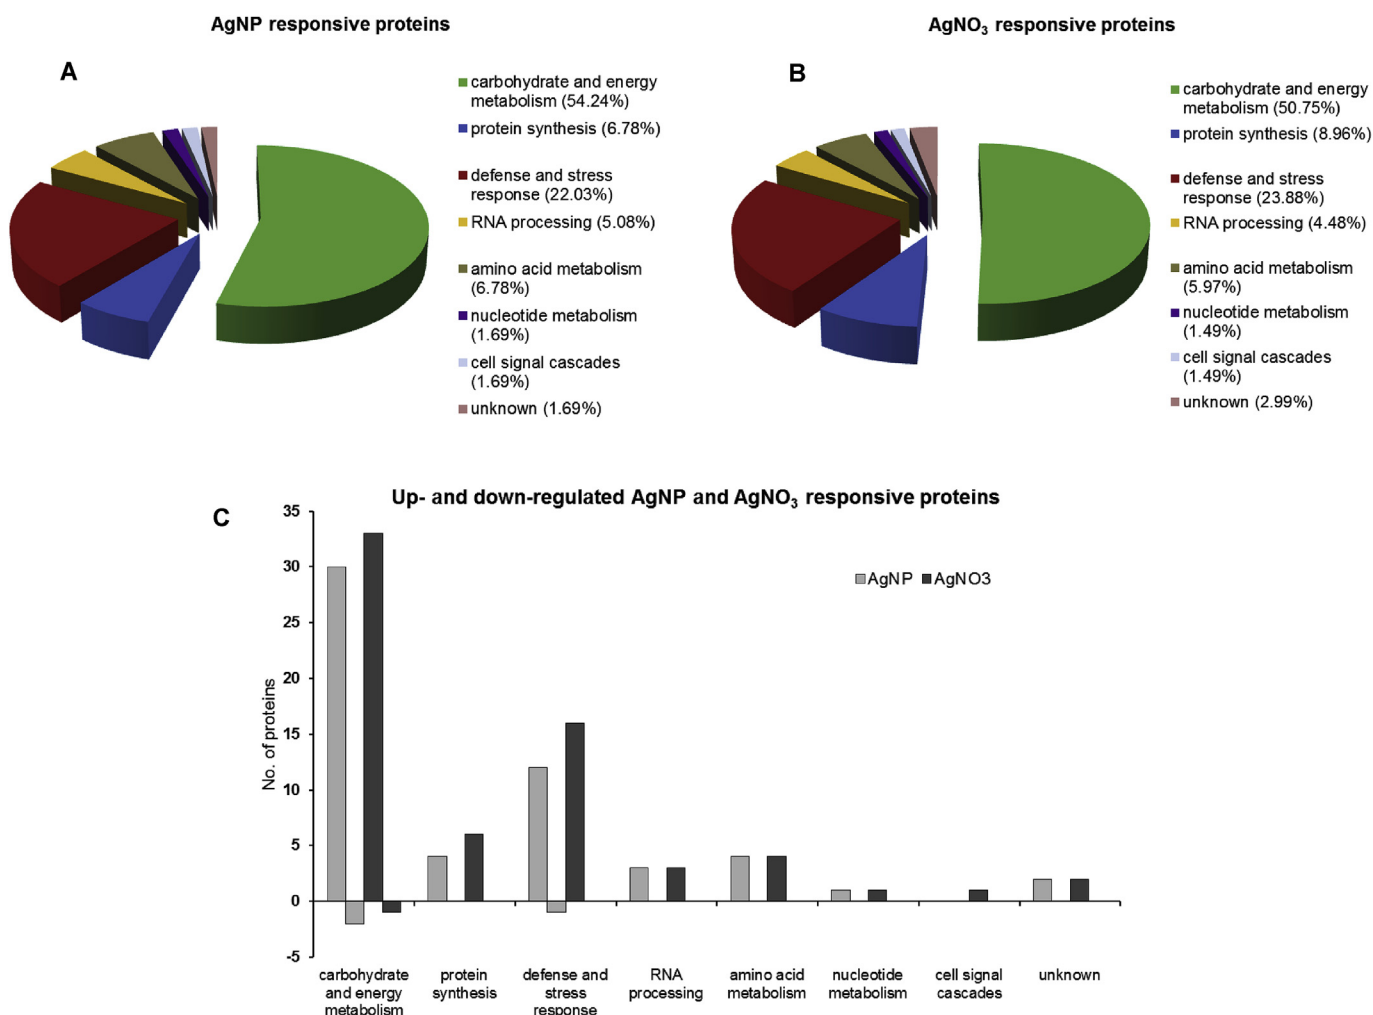 AgNP responsive proteins
A
carbohydrate and energy
metabolism (54.24%)
protein synthesis (6.78%)
defense and stress
response (22.03%)
RNA processing (5.08%)
amino acid metabolism
(6.78%)
nucleotide metabolism
(1.69%)
cell signal cascades
(1.69%)
unknown (1.69%)
AgNO₃ responsive proteins
B
carbohydrate and energy
metabolism (50.75%)
protein synthesis (8.96%)
defense and stress
response (23.88%)
RNA processing (4.48%)
amino acid metabolism
(5.97%)
nucleotide metabolism
(1.49%)
cell signal cascades
(1.49%)
unknown (2.99%)
Up- and down-regulated AgNP and AgNO₃ responsive proteins
C
AgNP AgNO3
No. of proteins
35
30
25
20
15
10
5
0
-5
carbohydrate
and energy
metabolism
protein
synthesis
defense and
stress
response
RNA
processing
amino acid
metabolism
nucleotide
metabolism
cell signal
cascades
unknown